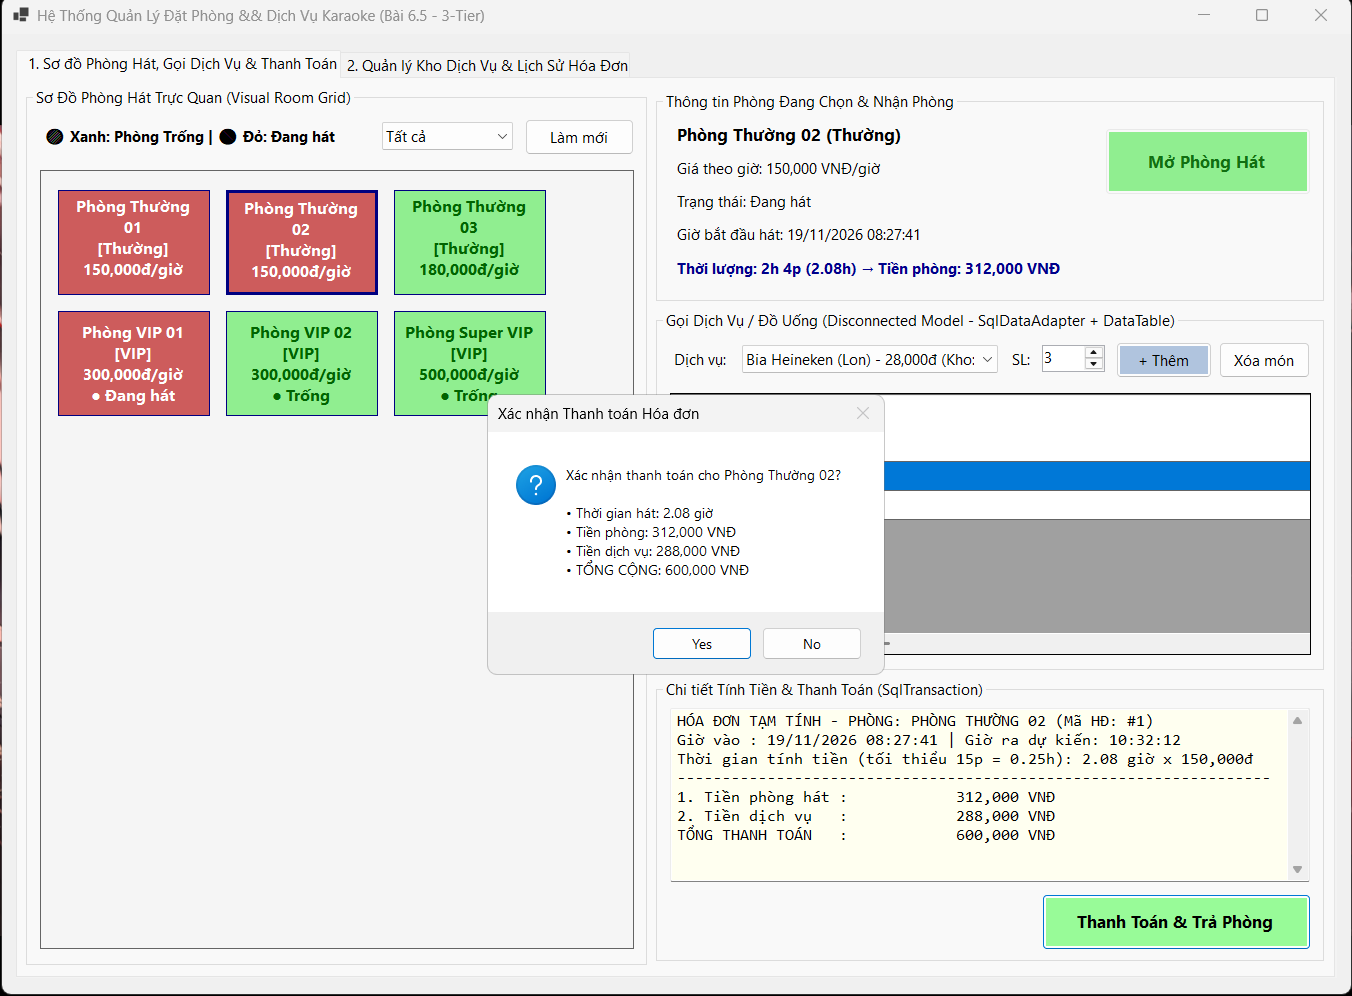 Hệ Thống Quản Lý Đặt Phòng && Dịch Vụ Karaoke (Bài 6.5 - 3-Tier)
1. Sơ đồ Phòng Hát, Gọi Dịch Vụ & Thanh Toán
2. Quản lý Kho Dịch Vụ & Lịch Sử Hóa Đơn
Sơ Đồ Phòng Hát Trực Quan (Visual Room Grid)
Xanh: Phòng Trống | Đỏ: Đang hát
Tất cả
Làm mới
Phòng Thường
01
[Thường]
150,000đ/giờ
Phòng Thường
02
[Thường]
150,000đ/giờ
Phòng Thường
03
[Thường]
180,000đ/giờ
Phòng VIP 01
[VIP]
300,000đ/giờ
● Đang hát
Phòng VIP 02
[VIP]
300,000đ/giờ
● Trống
Phòng Super VIP
[VIP]
500,000đ/giờ
● Trống
Thông tin Phòng Đang Chọn & Nhận Phòng
Phòng Thường 02 (Thường)
Giá theo giờ: 150,000 VNĐ/giờ
Trạng thái: Đang hát
Giờ bắt đầu hát: 19/11/2026 08:27:41
Thời lượng: 2h 4p (2.08h) → Tiền phòng: 312,000 VNĐ
Mở Phòng Hát
Gọi Dịch Vụ / Đồ Uống (Disconnected Model - SqlDataAdapter + DataTable)
Dịch vụ:
Bia Heineken (Lon) - 28,000đ (Kho:
SL:
3
+ Thêm
Xóa món
Xác nhận Thanh toán Hóa đơn
Xác nhận thanh toán cho Phòng Thường 02?
• Thời gian hát: 2.08 giờ
• Tiền phòng: 312,000 VNĐ
• Tiền dịch vụ: 288,000 VNĐ
• TỔNG CỘNG: 600,000 VNĐ
Yes
No
Chi tiết Tính Tiền & Thanh Toán (SqlTransaction)
HÓA ĐƠN TẠM TÍNH - PHÒNG: PHÒNG THƯỜNG 02 (Mã HĐ: #1)
Giờ vào : 19/11/2026 08:27:41 | Giờ ra dự kiến: 10:32:12
Thời gian tính tiền (tối thiểu 15p = 0.25h): 2.08 giờ x 150,000đ
------------------------------------------------------------------
1. Tiền phòng hát : 312,000 VNĐ
2. Tiền dịch vụ : 288,000 VNĐ
TỔNG THANH TOÁN : 600,000 VNĐ
Thanh Toán & Trả Phòng